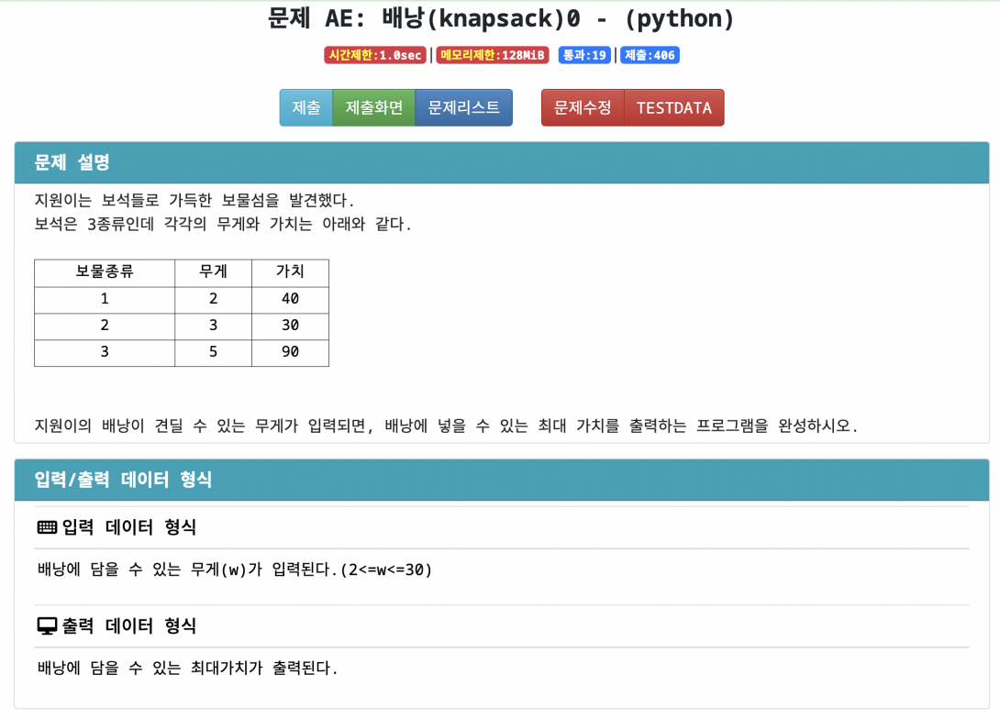 문제 AE: 배낭(knapsack)0 - (python)
시간제한:1.0sec | 메모리제한:128MiB 통과:19 | 제출:406
제출 제출화면 문제리스트 문제수정 TESTDATA
문제 설명
지원이는 보석들로 가득한 보물섬을 발견했다.
보석은 3종류인데 각각의 무게와 가치는 아래와 같다.
보물종류 무게 가치
1 2 40
2 3 30
3 5 90
지원이의 배낭이 견딜 수 있는 무게가 입력되면, 배낭에 넣을 수 있는 최대 가치를 출력하는 프로그램을 완성하시오.
입력/출력 데이터 형식
입력 데이터 형식
배낭에 담을 수 있는 무게(w)가 입력된다.(2<=w<=30)
출력 데이터 형식
배낭에 담을 수 있는 최대가치가 출력된다.